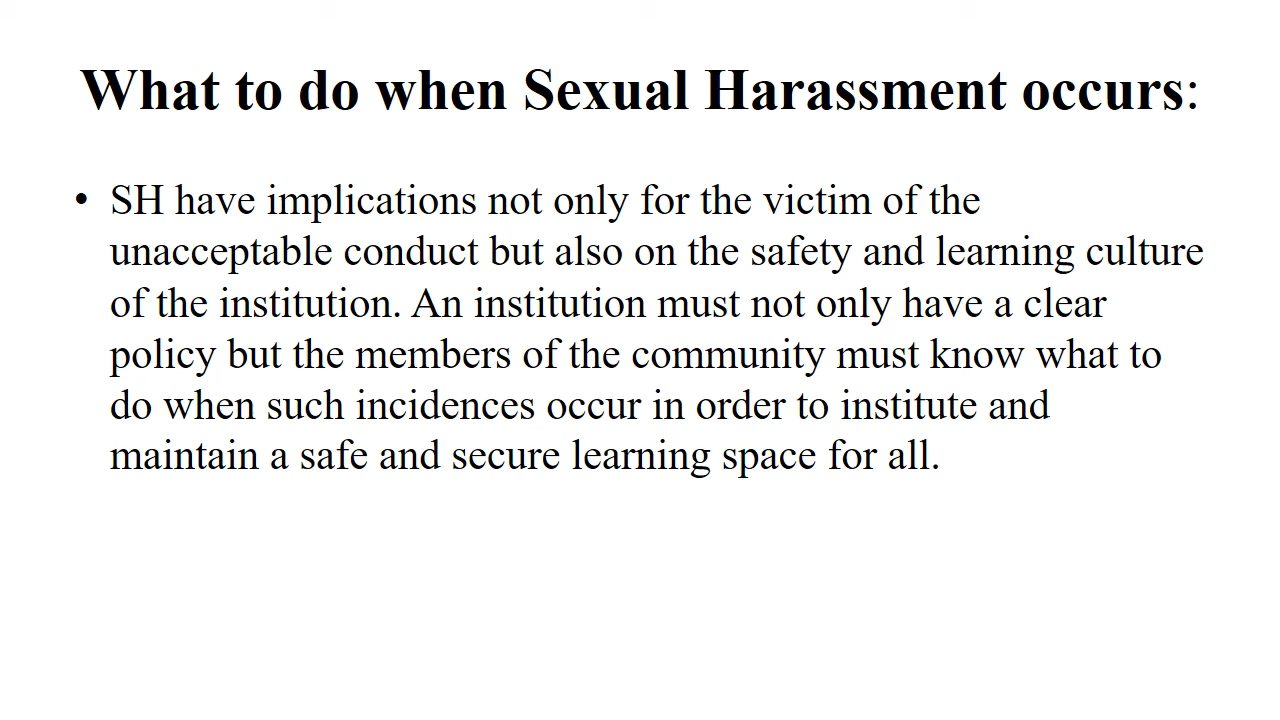 What to do when Sexual Harassment occurs:
• SH have implications not only for the victim of the
unacceptable conduct but also on the safety and learning culture
of the institution. An institution must not only have a clear
policy but the members of the community must know what to
do when such incidences occur in order to institute and
maintain a safe and secure learning space for all.